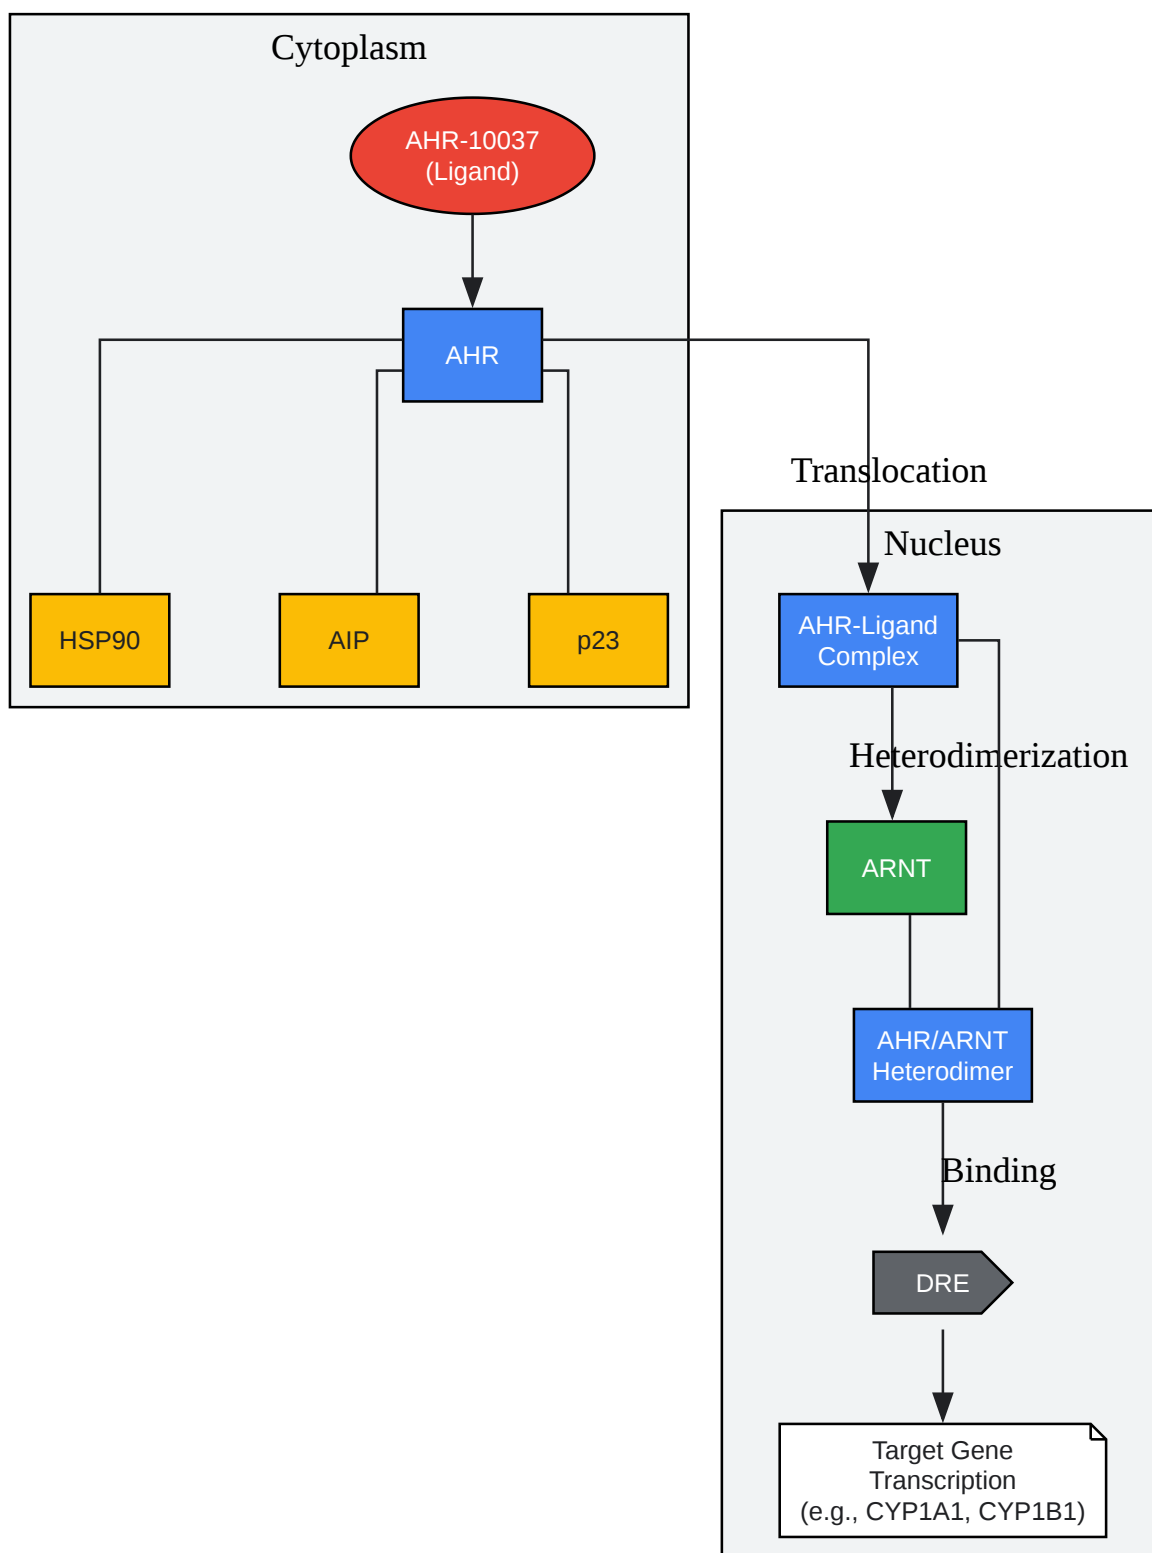 Cytoplasm
AHR-10037
(Ligand)
AHR
HSP90
AIP
p23
Translocation
Nucleus
AHR-Ligand
Complex
Heterodimerization
ARNT
AHR/ARNT
Heterodimer
Binding
DRE
Target Gene
Transcription
(e.g., CYP1A1, CYP1B1)